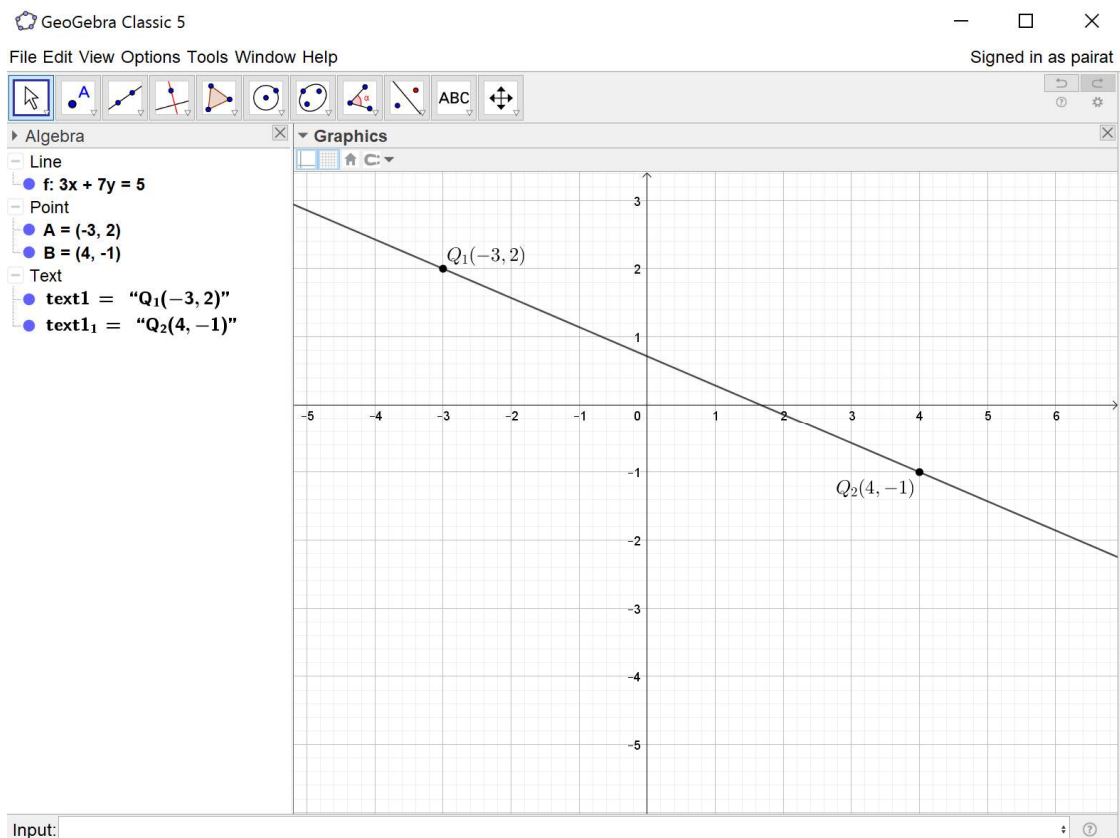 GeoGebra Classic 5
File Edit View Options Tools Window Help
Signed in as pairat
A
α
ABC
Algebra
Graphics
Line
f: 3x + 7y = 5
Point
A = (-3, 2)
B = (4, -1)
Text
text1 = “Q₁(−3, 2)”
text1₁ = “Q₂(4, −1)”
3
Q₁(−3, 2)
2
1
−5 −4 −3 −2 −1 0 1 2 3 4 5 6
−1
Q₂(4, −1)
−2
−3
−4
−5
Input: